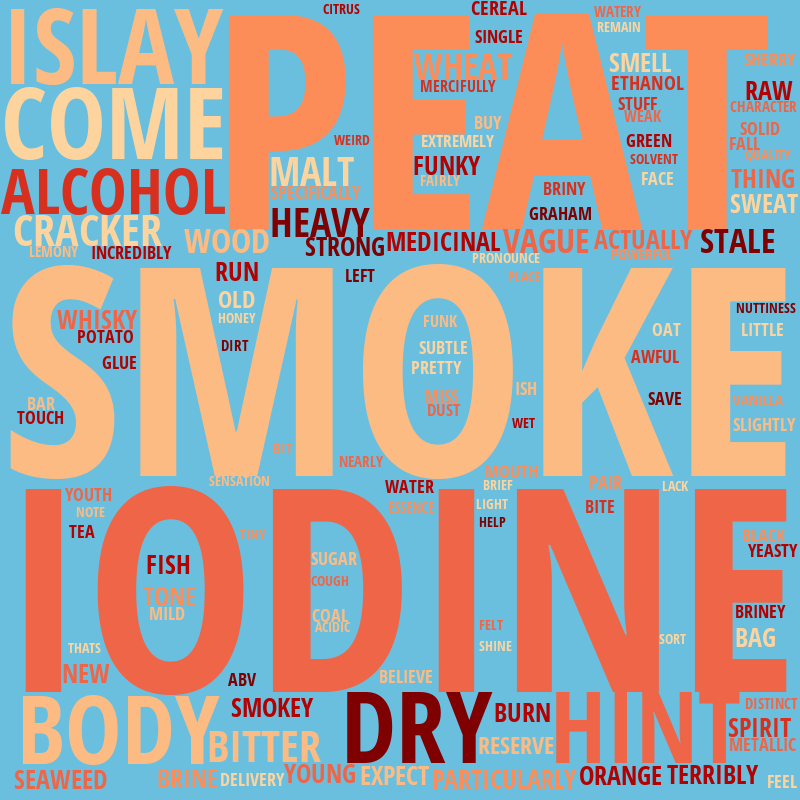 CITRUS
CEREAL
WATERY
ISLAY
PEAT
SINGLE
REMAIN
SHERRY
WHEAT
SMELL
MERCIFULLY
ETHANOL
RAW
COME
STUFF
CHARACTER
BUY
WEAK
SOLID
WEIRD
EXTREMELY
GREEN
FALL
MALT
FUNKY
SOLVENT
QUALITY
ALCOHOL
SPECIFICALLY
FAIRLY
BRINY
FACE
THING
HEAVY
GRAHAM
SWEAT
CRACKER
WOOD
STRONG
MEDICINAL
VAGUE
ACTUALLY
STALE
LEMONY
INCREDIBLY
PRONOUNCE
POWERFUL
RUN
LEFT
PLACE
SMOKE
OLD
NUTTINESS
WHISKY
HONEY
FUNK
OAT
LITTLE
POTATO
DIRT
SUBTLE
GLUE
PRETTY
AWFUL
BAR
MISS
ISH
SAVE
VANILLA
TOUCH
DUST
WET
SLIGHTLY
BIT
NEARLY
SENSATION
MOUTH
YOUTH
WATER
BRIEF
PAIR
LACK
NOTE
ESSENCE
LIGHT
BITE
TEA
TINY
HELP
BLACK
IODINE
FISH
SUGAR
YEASTY
TONE
COUGH
MILD
COAL
ACIDIC
FELT
BRINEY
THATS
SHINE
SORT
BAG
NEW
ABV
BELIEVE
BODY
SMOKEY
DRY
BURN
HINT
DISTINCT
BITTER
RESERVE
SPIRIT
METALLIC
SEAWEED
BRINE
DELIVERY
YOUNG
EXPECT
PARTICULARLY
ORANGE
TERRIBLY
FEEL